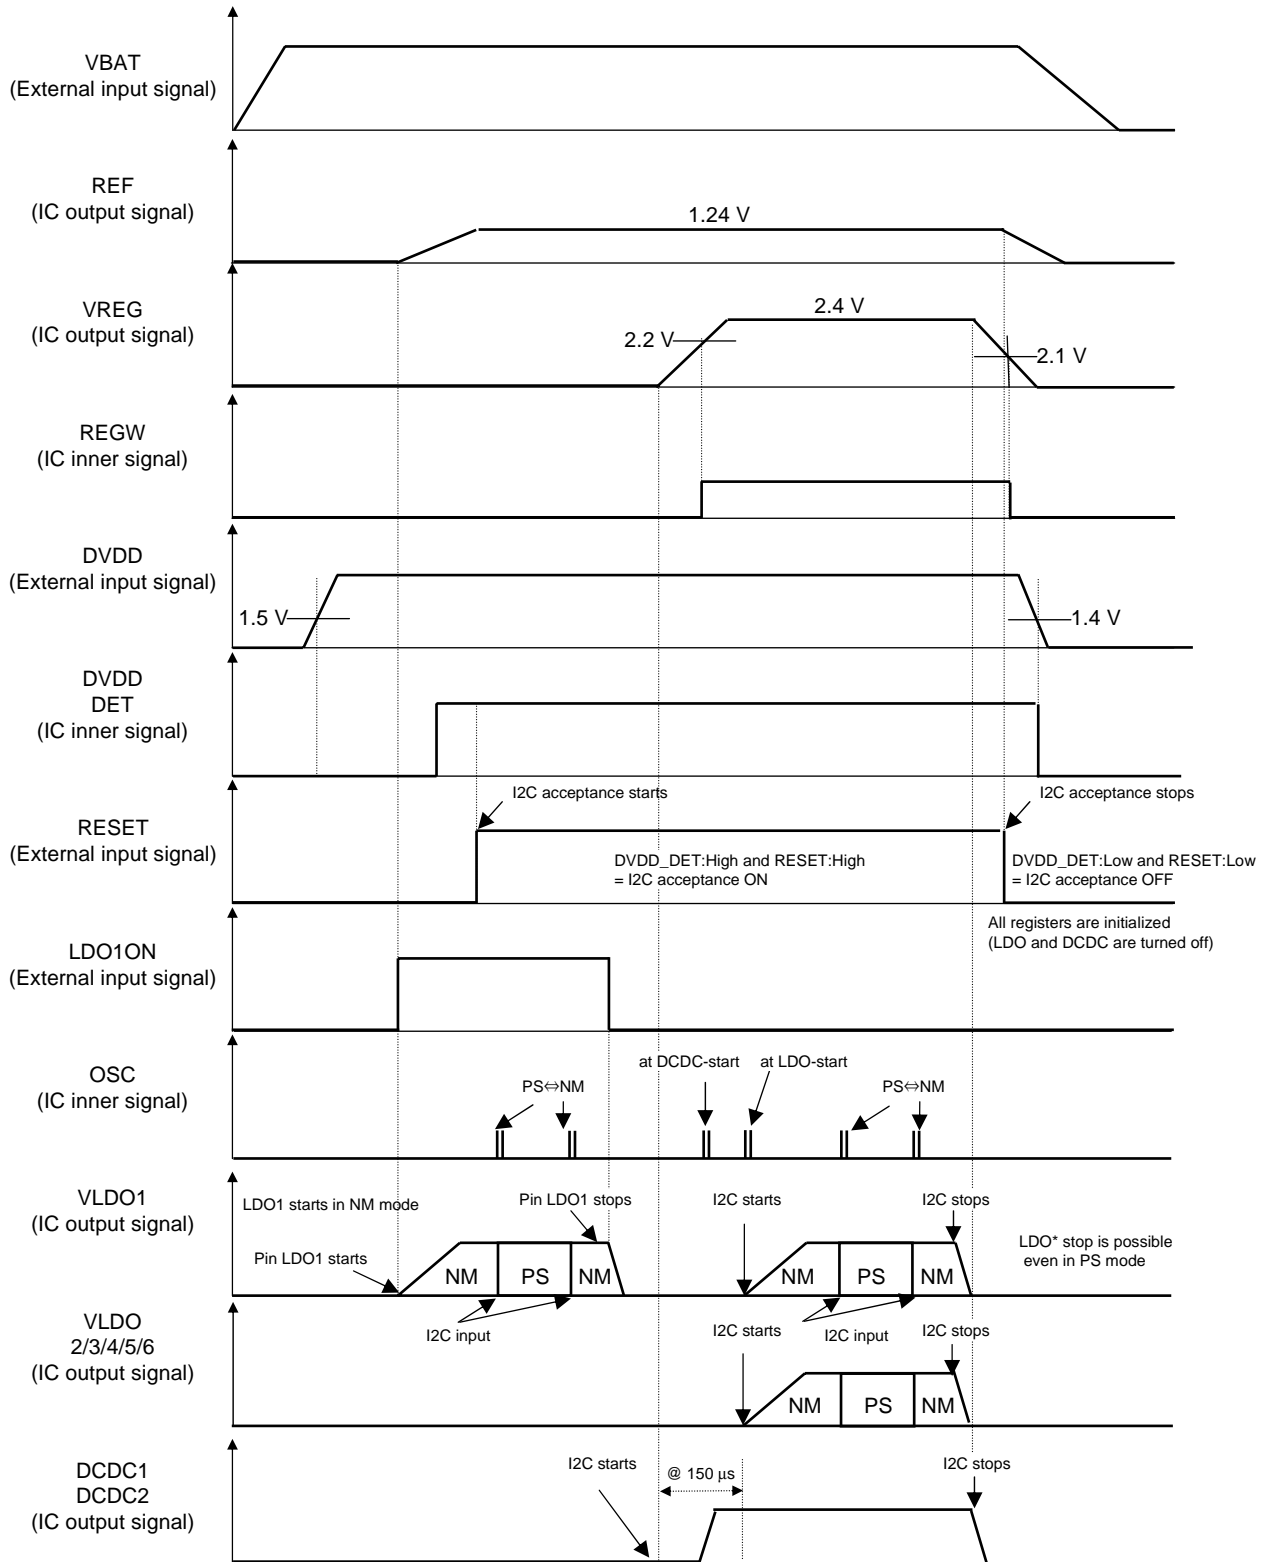 VBAT
(External input signal)
REF
(IC output signal)
1.24 V
VREG
(IC output signal)
2.4 V
2.2 V
2.1 V
REGW
(IC inner signal)
DVDD
(External input signal)
1.5 V
1.4 V
DVDD
DET
(IC inner signal)
I2C acceptance starts
I2C acceptance stops
RESET
(External input signal)
DVDD_DET:High and RESET:High
= I2C acceptance ON
DVDD_DET:Low and RESET:Low
= I2C acceptance OFF
All registers are initialized
(LDO and DCDC are turned off)
LDO1ON
(External input signal)
OSC
(IC inner signal)
PS⇔NM
at DCDC-start
at LDO-start
PS⇔NM
VLDO1
(IC output signal)
LDO1 starts in NM mode
Pin LDO1 starts
Pin LDO1 stops
I2C starts
I2C stops
LDO* stop is possible
even in PS mode
NM
PS
NM
NM
PS
NM
I2C input
I2C input
VLDO
2/3/4/5/6
(IC output signal)
I2C starts
I2C stops
NM
PS
NM
DCDC1
DCDC2
(IC output signal)
I2C starts
@ 150 μs
I2C stops